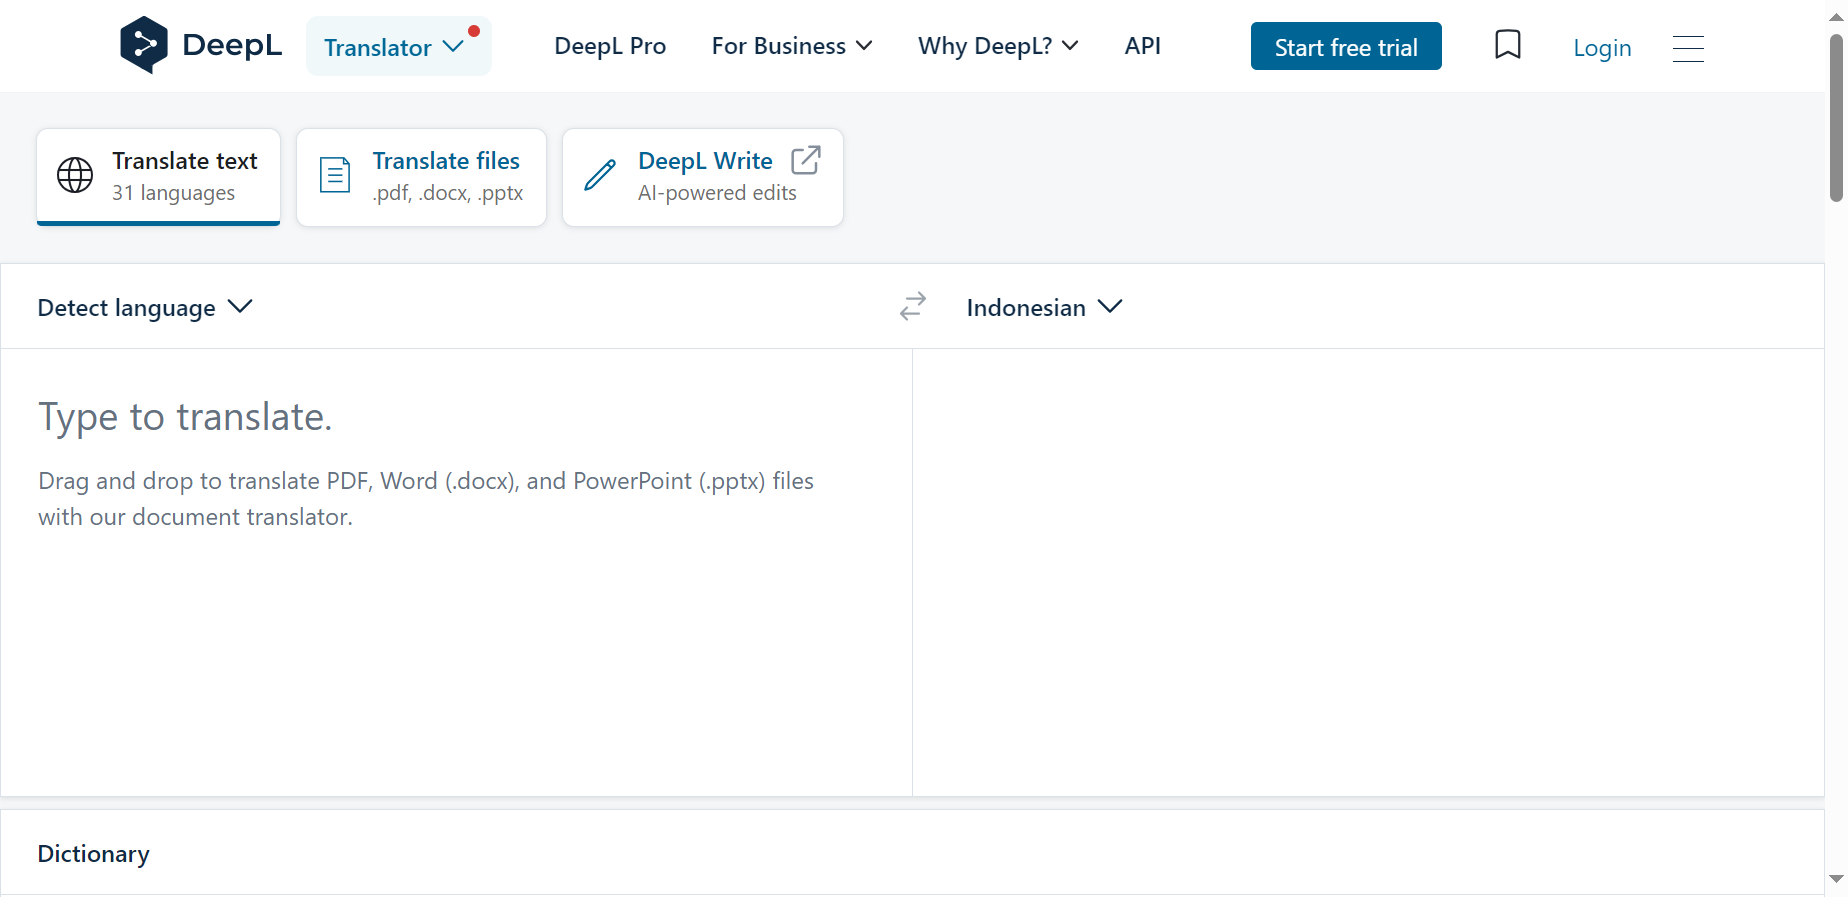 DeepL
Translator
DeepL Pro
For Business
Why DeepL?
API
Start free trial
Login
Translate text
31 languages
Translate files
.pdf, .docx, .pptx
DeepL Write
AI-powered edits
Detect language
Indonesian
Type to translate.
Drag and drop to translate PDF, Word (.docx), and PowerPoint (.pptx) files
with our document translator.
Dictionary